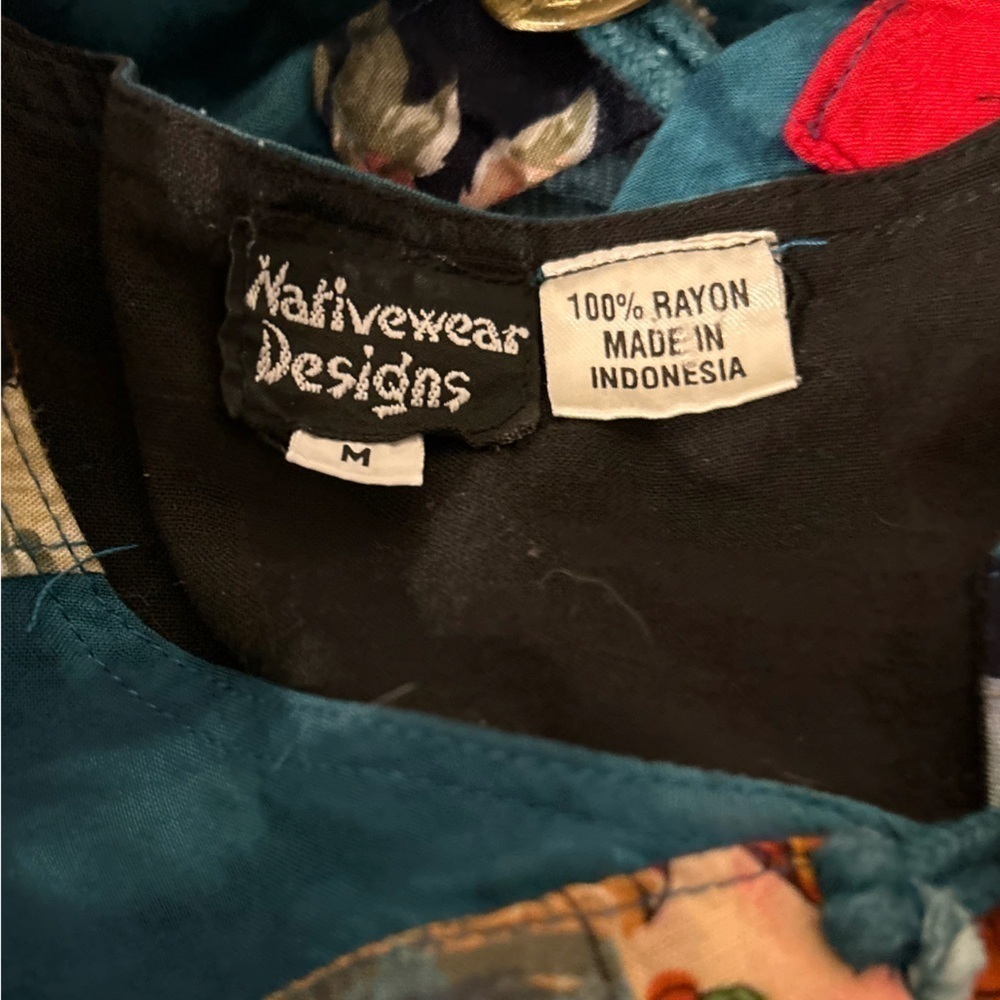 Nativewear
Designs
M
100% RAYON
MADE IN
INDONESIA